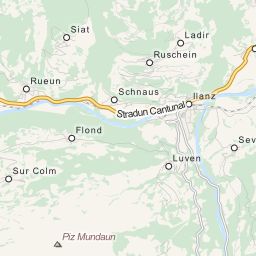 Siat
Ladir
Ruschein
Rueun
Schnaus
Ilanz
Stradun Cantunal
Flond
Sev
Luven
Sur Colm
Piz Mundaun